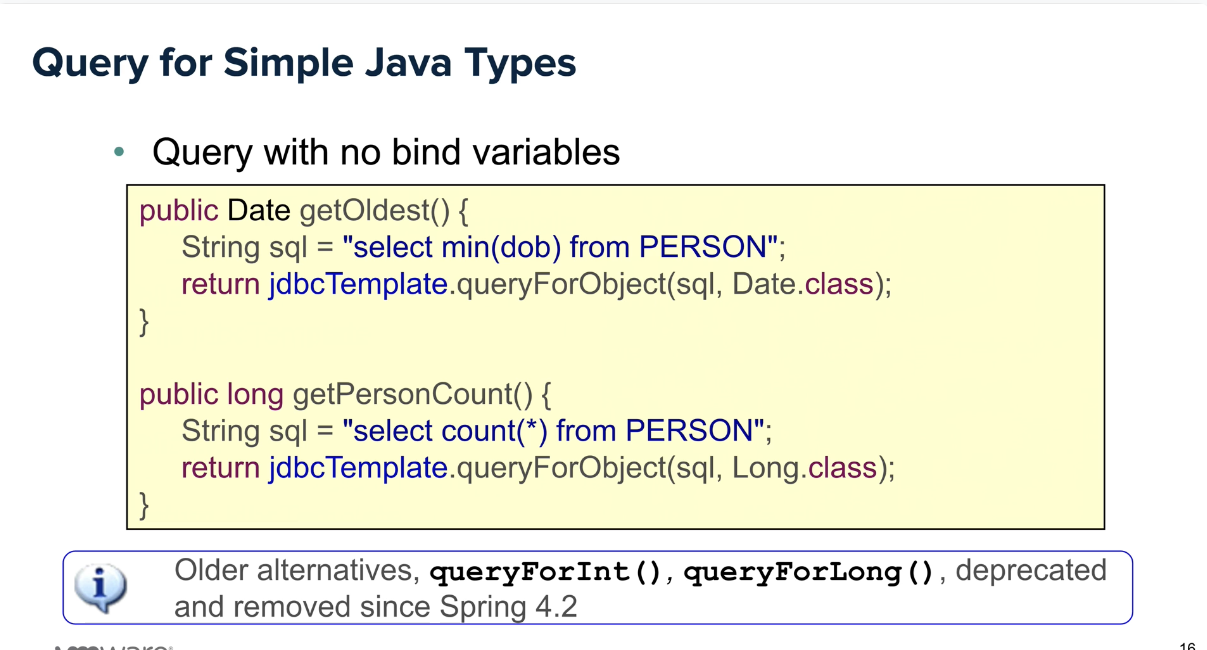 Query for Simple Java Types
• Query with no bind variables
public Date getOldest() {
String sql = "select min(dob) from PERSON";
return jdbcTemplate.queryForObject(sql, Date.class);
}
public long getPersonCount() {
String sql = "select count(*) from PERSON";
return jdbcTemplate.queryForObject(sql, Long.class);
}
Older alternatives, queryForInt(), queryForLong(), deprecated
and removed since Spring 4.2
16